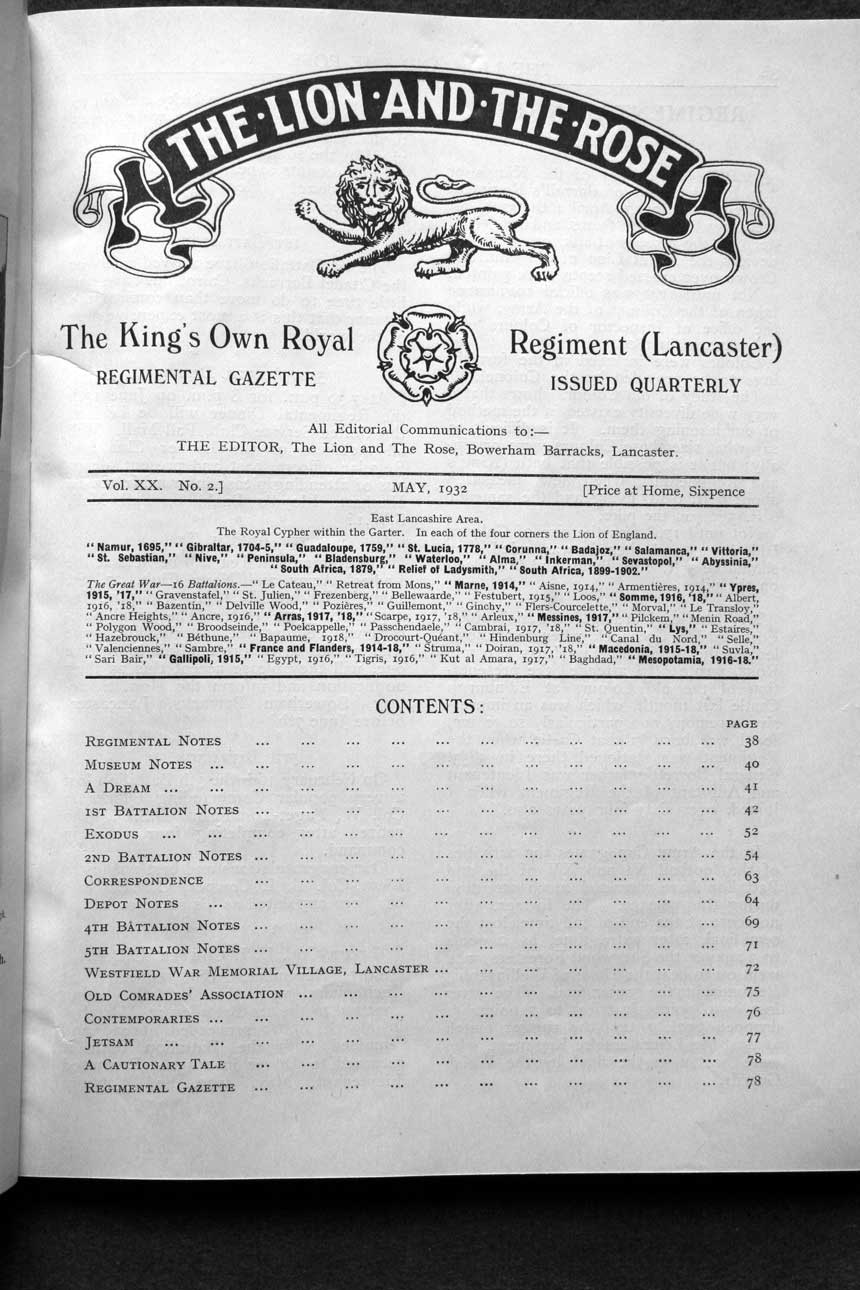 THE·LION·AND·THE·ROSE
The King's Own Royal Regiment (Lancaster)
REGIMENTAL GAZETTE ISSUED QUARTERLY
All Editorial Communications to:—
THE EDITOR, The Lion and The Rose, Bowerham Barracks, Lancaster.
Vol. XX. No. 2.] MAY, 1932 [Price at Home, Sixpence
East Lancashire Area.
The Royal Cypher within the Garter. In each of the four corners the Lion of England.
"Namur, 1695," "Gibraltar, 1704-5," "Guadaloupe, 1759," "St. Lucia, 1778," "Corunna," "Badajoz," "Salamanca," "Vittoria,"
"St. Sebastian," "Nive," "Peninsula," "Bladensburg," "Waterloo," "Alma," "Inkerman," "Sevastopol," "Abyssinia,"
"South Africa, 1879," "Relief of Ladysmith," "South Africa, 1899-1902."
The Great War—16 Battalions.—"Le Cateau," "Retreat from Mons," "Marne, 1914," "Aisne, 1914," "Armentières, 1914," "Ypres,
1915, '17," "Gravenstafel," "St. Julien," "Frezenberg," "Bellewaarde," "Festubert, 1915," "Loos," "Somme, 1916, '18," "Albert,
1916, '18," "Bazentin," "Delville Wood," "Pozières," "Guillemont," "Ginchy," "Flers-Courcelette," "Morval," "Le Transloy,"
"Ancre Heights," "Ancre, 1916," "Arras, 1917, '18," "Scarpe, 1917, '18," "Arleux," "Messines, 1917," "Pilckem," "Menin Road,"
"Polygon Wood," "Broodseinde," "Poelkappelle," "Passchendaele," "Cambrai, 1917, '18," "St. Quentin," "Lys," "Estaires,"
"Hazebrouck," "Béthune," "Bapaume, 1918," "Drocourt-Quéant," "Hindenburg Line," "Canal du Nord," "Selle,"
"Valenciennes," "Sambre," "France and Flanders, 1914-18," "Struma," "Doiran, 1917, '18," "Macedonia, 1915-18," "Suvla,"
"Sari Bair," "Gallipoli, 1915," "Egypt, 1916," "Tigris, 1916," "Kut al Amara, 1917," "Baghdad," "Mesopotamia, 1916-18."
CONTENTS:
PAGE
REGIMENTAL NOTES ... ... ... ... ... ... ... ... ... ... ... 38
MUSEUM NOTES ... ... ... ... ... ... ... ... ... ... ... ... 40
A DREAM ... ... ... ... ... ... ... ... ... ... ... ... ... 41
1ST BATTALION NOTES ... ... ... ... ... ... ... ... ... ... ... 42
EXODUS ... ... ... ... ... ... ... ... ... ... ... ... ... 52
2ND BATTALION NOTES ... ... ... ... ... ... ... ... ... ... ... 54
CORRESPONDENCE ... ... ... ... ... ... ... ... ... ... ... 63
DEPOT NOTES ... ... ... ... ... ... ... ... ... ... ... ... 64
4TH BATTALION NOTES ... ... ... ... ... ... ... ... ... ... ... 69
5TH BATTALION NOTES ... ... ... ... ... ... ... ... ... ... ... 71
WESTFIELD WAR MEMORIAL VILLAGE, LANCASTER ... ... ... ... ... ... ... 72
OLD COMRADES' ASSOCIATION ... ... ... ... ... ... ... ... ... ... 75
CONTEMPORARIES ... ... ... ... ... ... ... ... ... ... ... ... 76
JETSAM ... ... ... ... ... ... ... ... ... ... ... ... ... 77
A CAUTIONARY TALE ... ... ... ... ... ... ... ... ... ... ... 78
REGIMENTAL GAZETTE ... ... ... ... ... ... ... ... ... ... ... 78